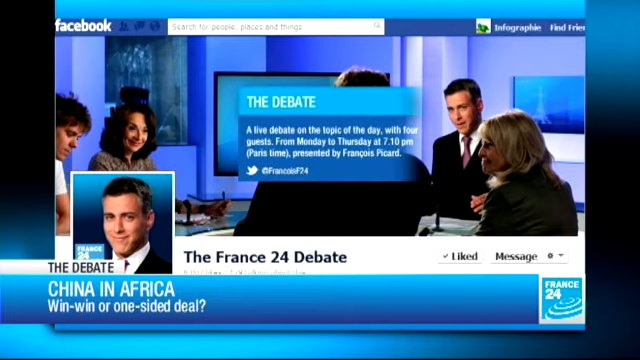 facebook
Search for people, places and things
Infographie
Find Frie
THE DEBATE
A live debate on the topic of the day, with four
guests. From Monday to Thursday at 7.10 pm
(Paris time), presented by François Picard.
@FrancoisF24
FRANCE
24
The France 24 Debate
Liked
Message
THE DEBATE
CHINA IN AFRICA
Win-win or one-sided deal?
FRANCE
24